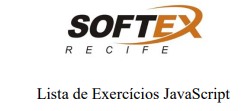 SOFTEX
RECIFE
Lista de Exercícios JavaScript